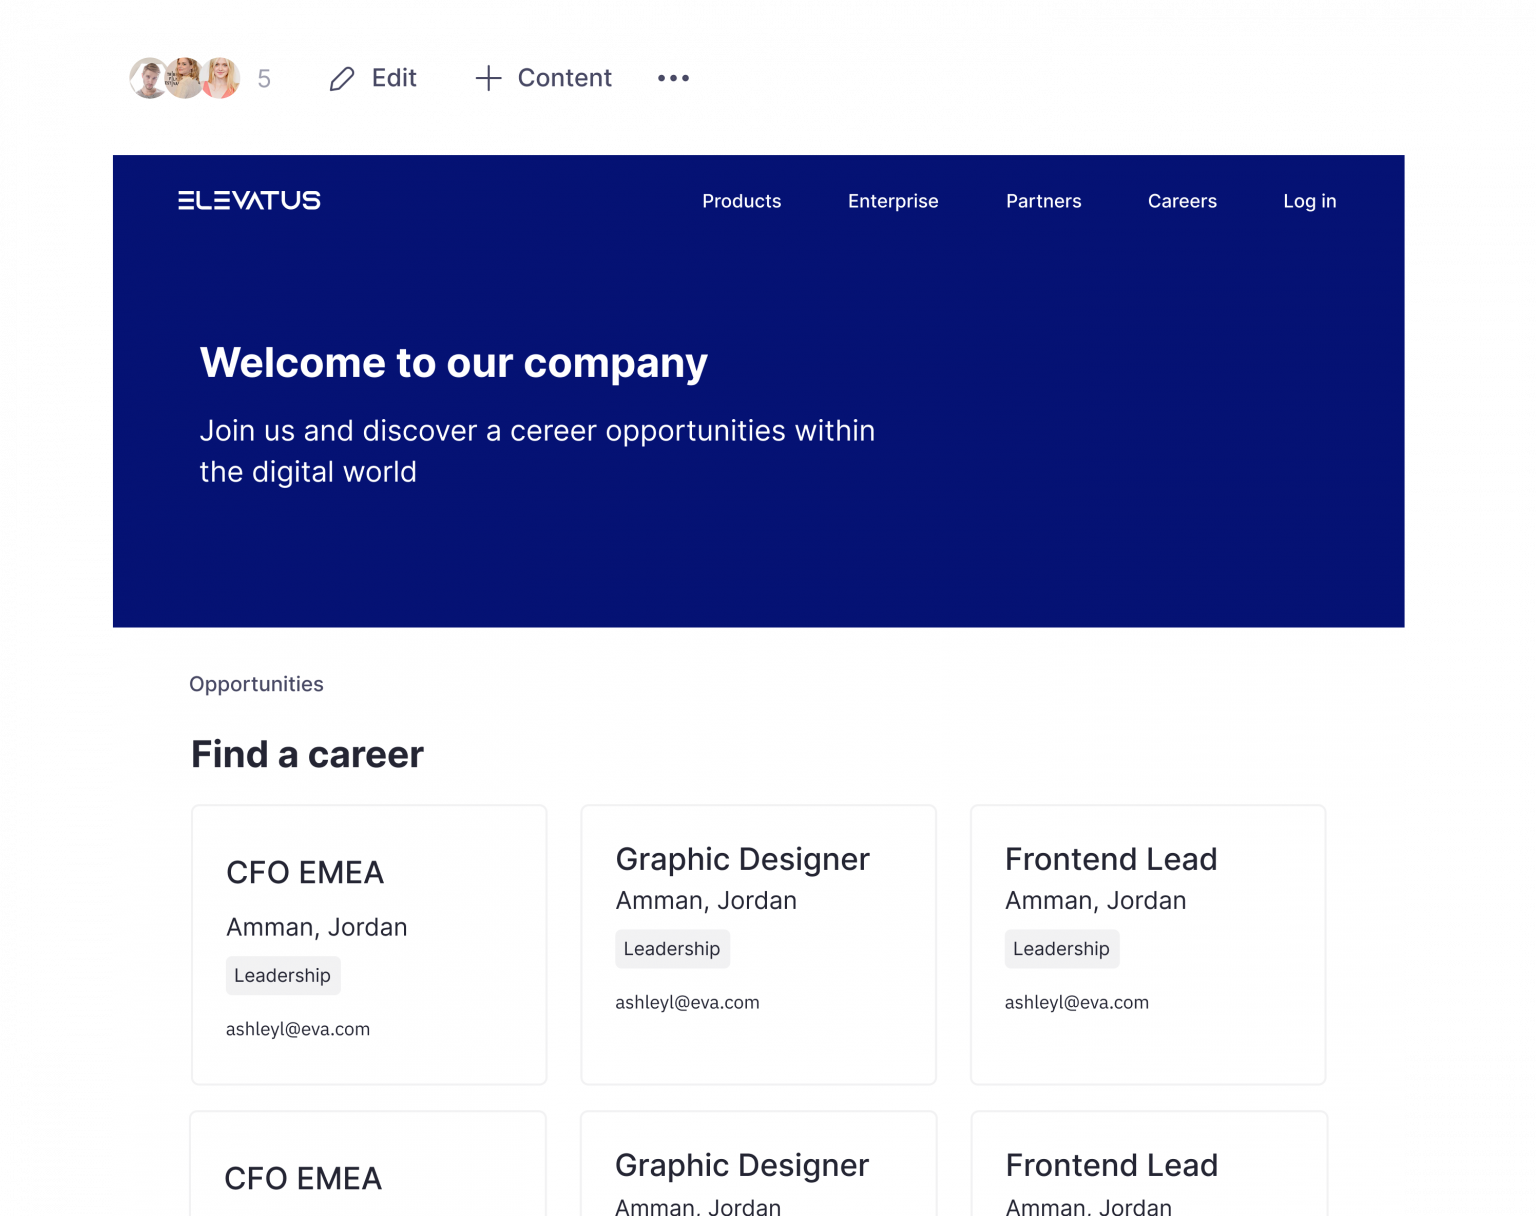 5 Edit Content
ELEVATUS Products Enterprise Partners Careers Log in
Welcome to our company
Join us and discover a cereer opportunities within
the digital world
Opportunities
Find a career
CFO EMEA
Amman, Jordan
Leadership
ashleyl@eva.com
Graphic Designer
Amman, Jordan
Leadership
ashleyl@eva.com
Frontend Lead
Amman, Jordan
Leadership
ashleyl@eva.com
CFO EMEA
Graphic Designer
Amman, Jordan
Frontend Lead
Amman, Jordan